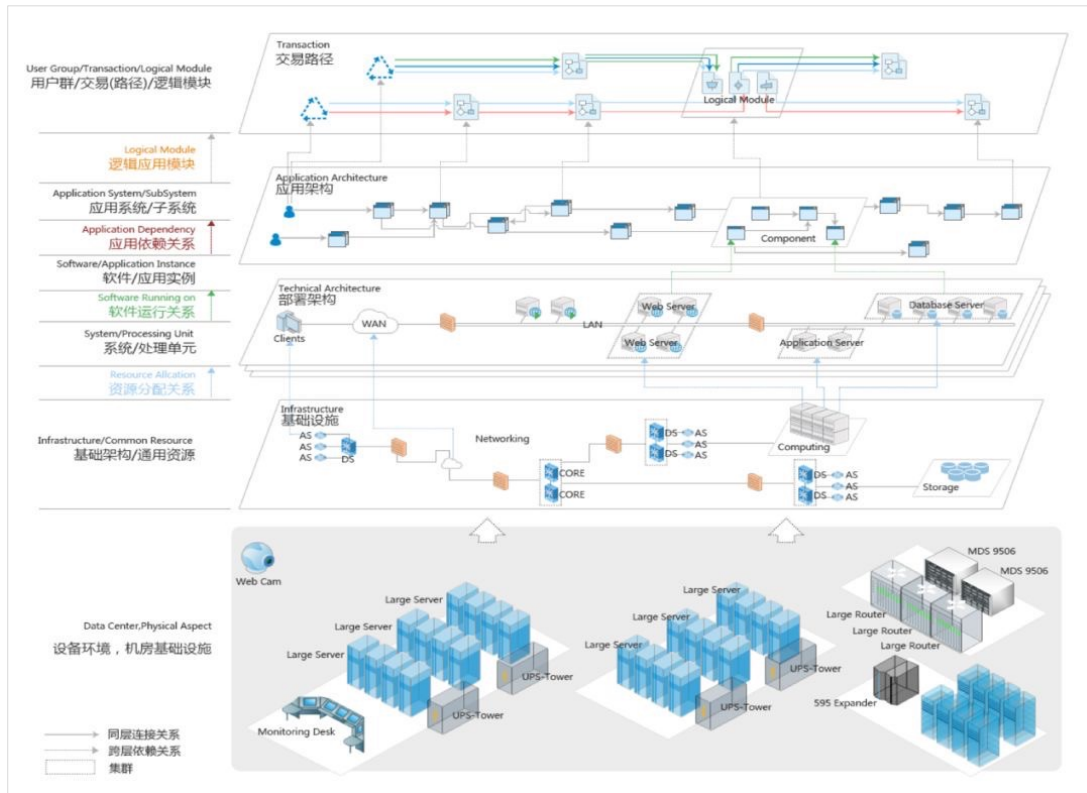 User Group/Transaction/Logical Module
用户群/交易(路径)/逻辑模块
Logical Module
逻辑应用模块
Application System/SubSystem
应用系统/子系统
Application Dependency
应用依赖关系
Software/Application Instance
软件/应用实例
Software Running on
软件运行关系
System/Processing Unit
系统/处理单元
Resource Allcation
资源分配关系
Infrastructure/Common Resource
基础架构/通用资源
Data Center,Physical Aspect
设备环境，机房基础设施
同层连接关系
跨层依赖关系
集群
Transaction
交易路径
Logical Module
Application Architecture
应用架构
Component
Technical Architecture
部署架构
Clients
WAN
LAN
Web Server
Web Server
Database Server
Application Server
Infrastructure
基础设施
AS
AS
AS
DS
Networking
CORE
CORE
DS
AS
AS
DS
AS
Computing
DS
AS
AS
DS
AS
Storage
Web Cam
Large Server
Large Server
Large Server
UPS-Tower
UPS-Tower
Monitoring Desk
Large Server
Large Server
Large Server
UPS-Tower
UPS-Tower
MDS 9506
MDS 9506
Large Router
Large Router
Large Router
595 Expander